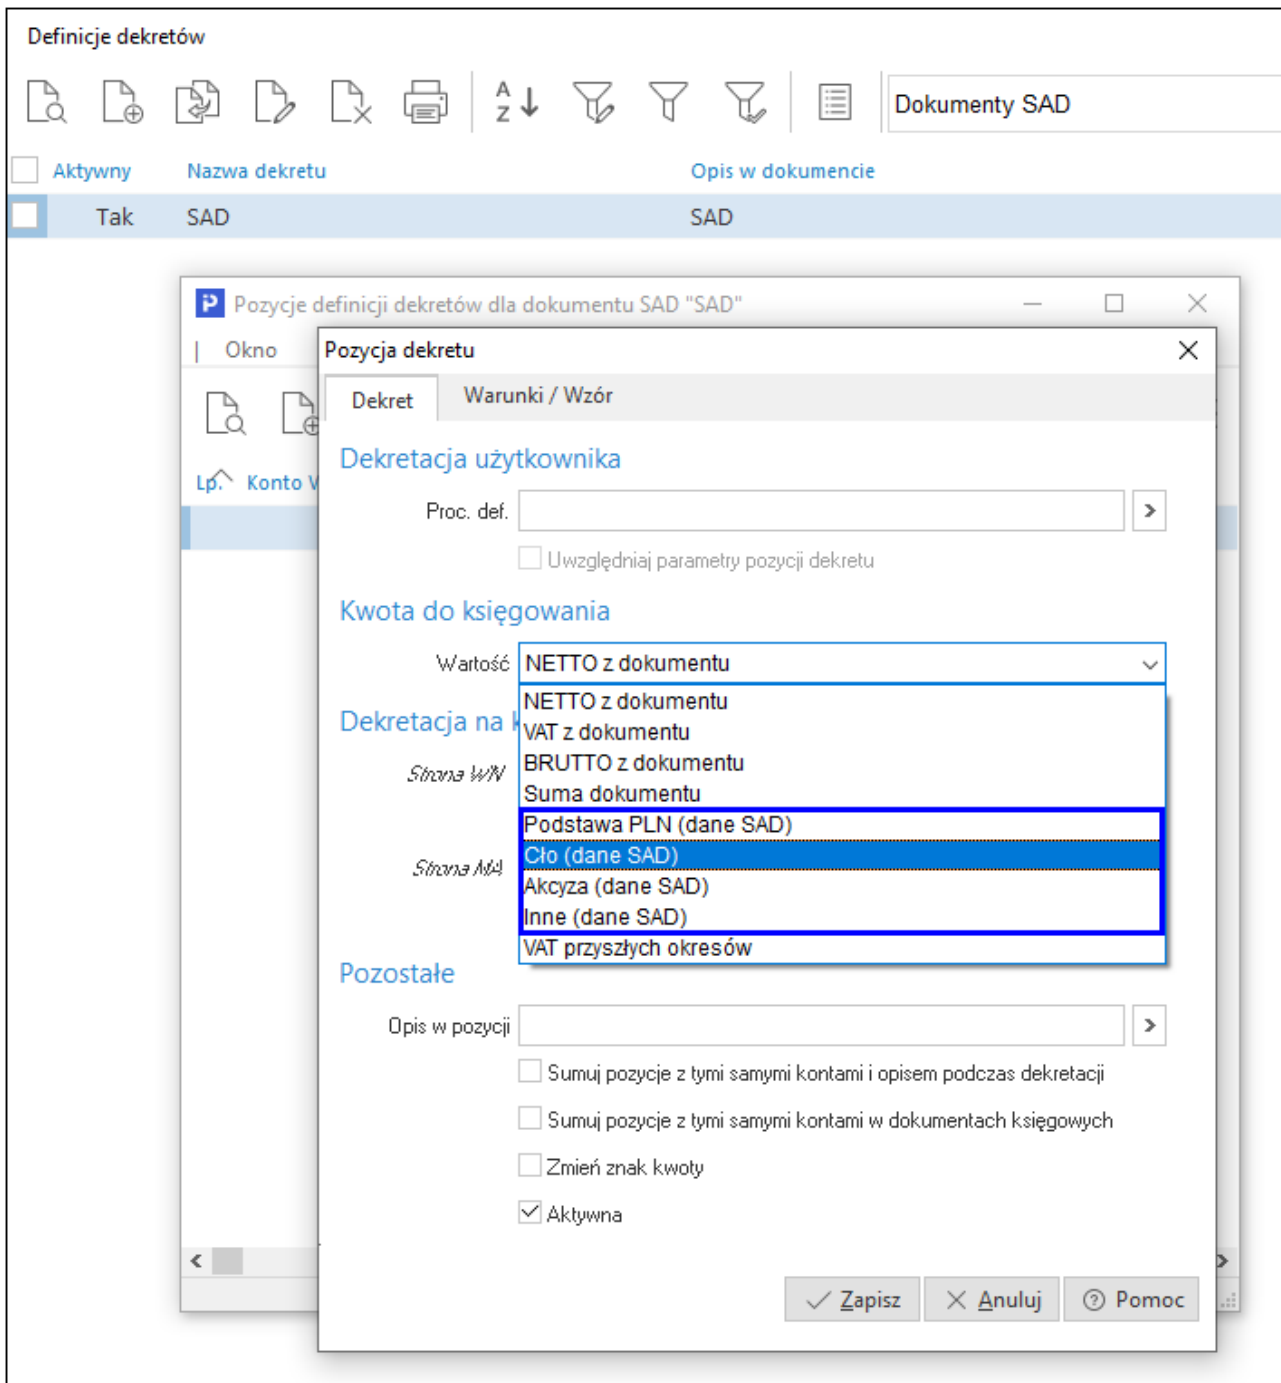 Definicje dekretów
A
Z
Dokumenty SAD
Aktywny Nazwa dekretu Opis w dokumencie
Tak SAD SAD
Pozycje definicji dekretów dla dokumentu SAD "SAD"
| Okno
Pozycja dekretu
Dekret Warunki / Wzór
Dekretacja użytkownika
Lp. Konto
Proc. def.
Uwzględniaj parametry pozycji dekretu
Kwota do księgowania
Wartość NETTO z dokumentu
NETTO z dokumentu
Dekretacja na
VAT z dokumentu
BRUTTO z dokumentu
Strona WN
Suma dokumentu
Podstawa PLN (dane SAD)
Cło (dane SAD)
Strona MA
Akcyza (dane SAD)
Inne (dane SAD)
VAT przyszłych okresów
Pozostałe
Opis w pozycji
Sumuj pozycje z tymi samymi kontami i opisem podczas dekretacji
Sumuj pozycje z tymi samymi kontami w dokumentach księgowych
Zmień znak kwoty
Aktywna
Zapisz Anuluj Pomoc